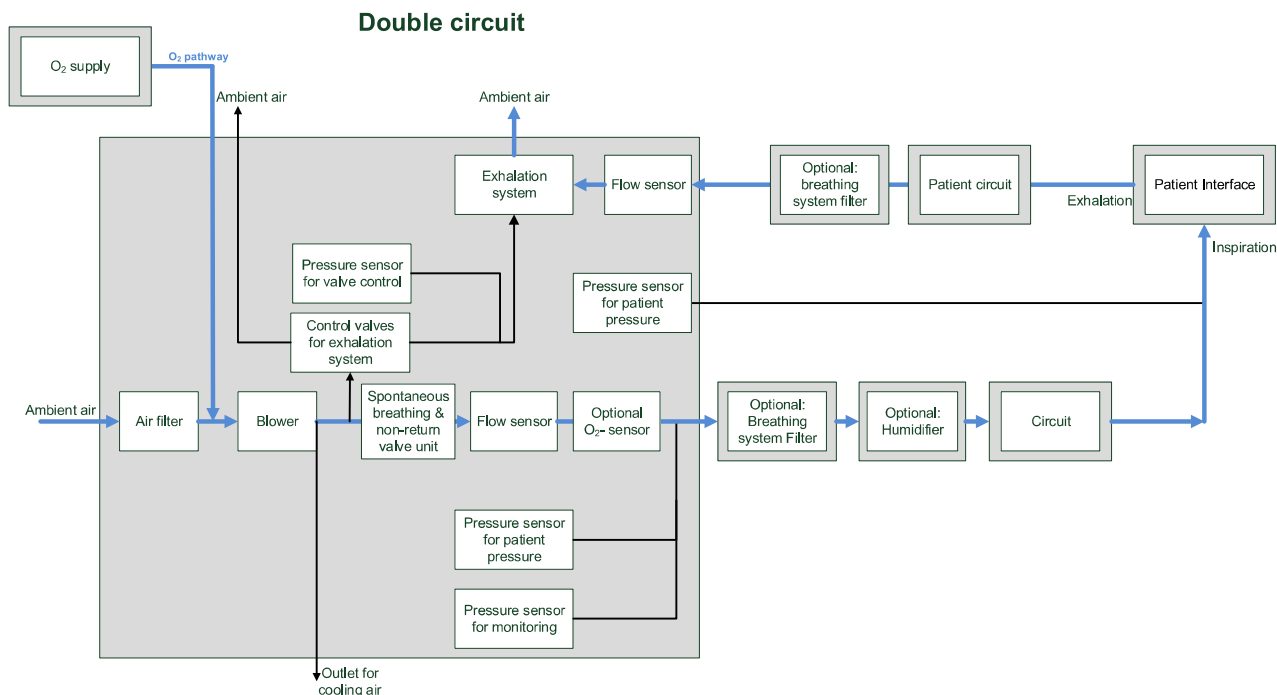 Double circuit
O₂ supply
O₂ pathway
Ambient air
Ambient air
Exhalation
system
Flow sensor
Optional:
breathing
system filter
Patient circuit
Patient Interface
Exhalation
Inspiration
Pressure sensor
for valve control
Pressure sensor
for patient
pressure
Control valves
for exhalation
system
Ambient air
Air filter
Blower
Spontaneous
breathing &
non-return
valve unit
Flow sensor
Optional
O₂- sensor
Optional:
Breathing
system Filter
Optional:
Humidifier
Circuit
Pressure sensor
for patient
pressure
Pressure sensor
for monitoring
Outlet for
cooling air